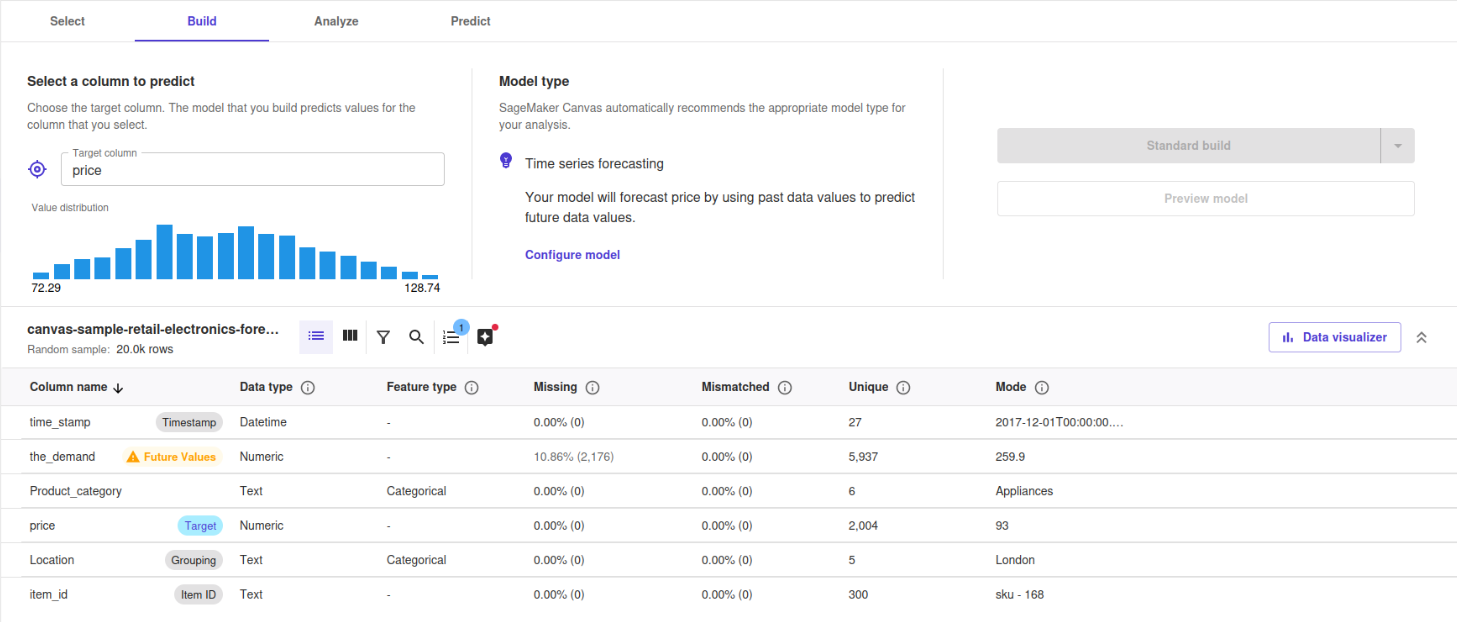 Select Build Analyze Predict
Select a column to predict
Choose the target column. The model that you build predicts values for the
column that you select.
Target column
price
Value distribution
72.29 128.74
Model type
SageMaker Canvas automatically recommends the appropriate model type for
your analysis.
Time series forecasting
Your model will forecast price by using past data values to predict
future data values.
Configure model
Standard build
Preview model
canvas-sample-retail-electronics-fore...
Random sample: 20.0k rows
1
Data visualizer
Column name Data type Feature type Missing Mismatched Unique Mode
time_stamp Timestamp Datetime - 0.00% (0) 0.00% (0) 27 2017-12-01T00:00:00....
the_demand Future Values Numeric - 10.86% (2,176) 0.00% (0) 5,937 259.9
Product_category Text Categorical 0.00% (0) 0.00% (0) 6 Appliances
price Target Numeric - 0.00% (0) 0.00% (0) 2,004 93
Location Grouping Text Categorical 0.00% (0) 0.00% (0) 5 London
item_id Item ID Text - 0.00% (0) 0.00% (0) 300 sku - 168